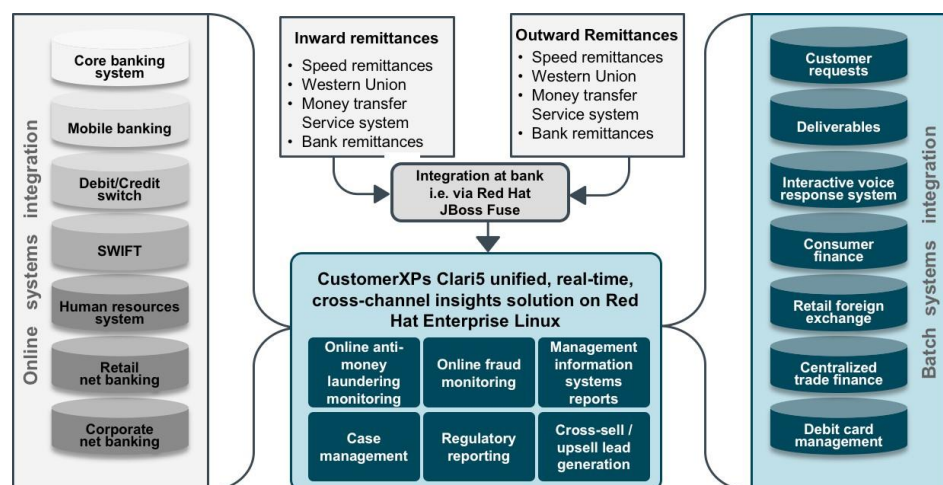 Online systems integration
Core banking
system
Mobile banking
Debit/Credit
switch
SWIFT
Human resources
system
Retail
net banking
Corporate
net banking
Inward remittances
• Speed remittances
• Western Union
• Money transfer
Service system
• Bank remittances
Outward Remittances
• Speed remittances
• Western Union
• Money transfer
Service system
• Bank remittances
Integration at bank
i.e. via Red Hat
JBoss Fuse
CustomerXPs Clari5 unified, real-time,
cross-channel insights solution on Red
Hat Enterprise Linux
Online anti-
money
laundering
monitoring
Online fraud
monitoring
Management
information
systems
reports
Case
management
Regulatory
reporting
Cross-sell /
upsell lead
generation
Customer
requests
Deliverables
Interactive voice
response system
Consumer
finance
Retail foreign
exchange
Centralized
trade finance
Debit card
management
Batch systems integration